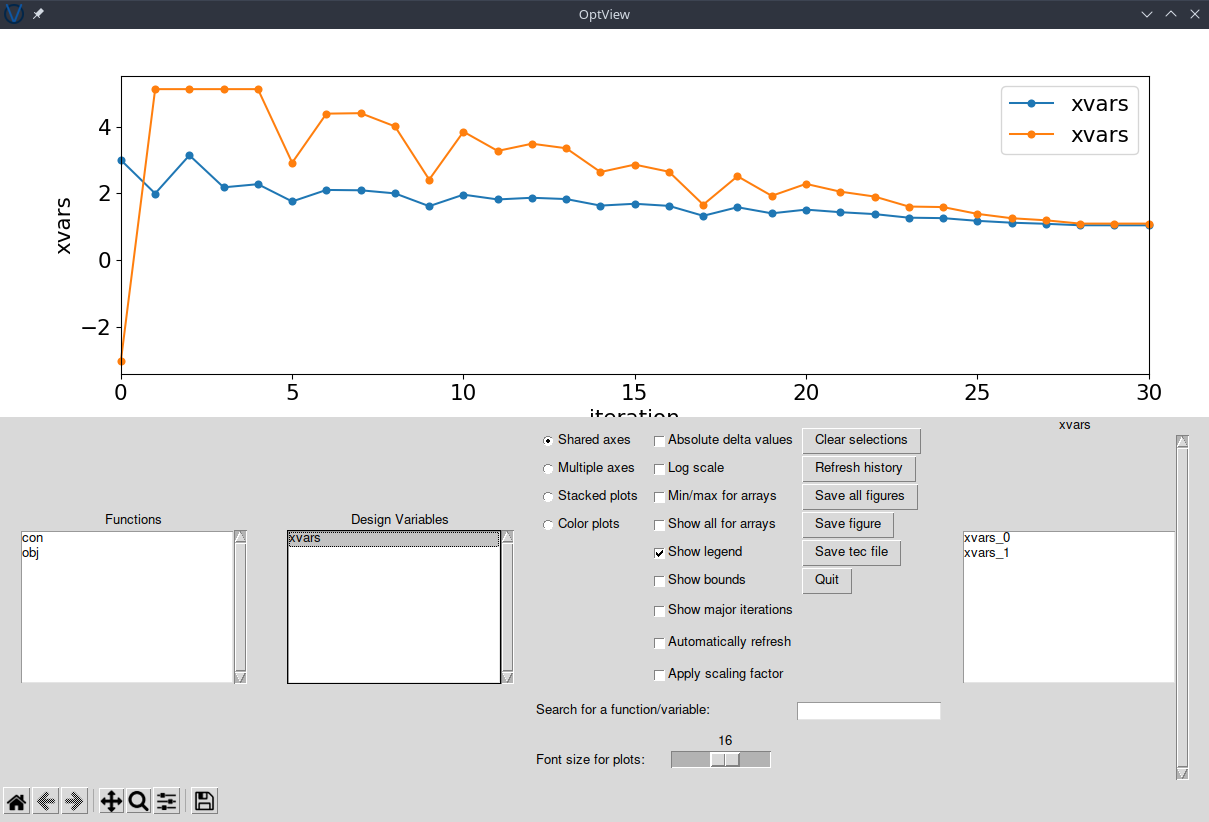 OptView
xvars
xvars
4
2
0
−2
xvars
0 5 10 15 20 25 30
iteration
xvars
Shared axes
Multiple axes
Stacked plots
Color plots
Absolute delta values
Log scale
Min/max for arrays
Show all for arrays
Show legend
Show bounds
Show major iterations
Automatically refresh
Apply scaling factor
Clear selections
Refresh history
Save all figures
Save figure
Save tec file
Quit
Functions
con
obj
Design Variables
xvars
xvars_0
xvars_1
Search for a function/variable:
16
Font size for plots: